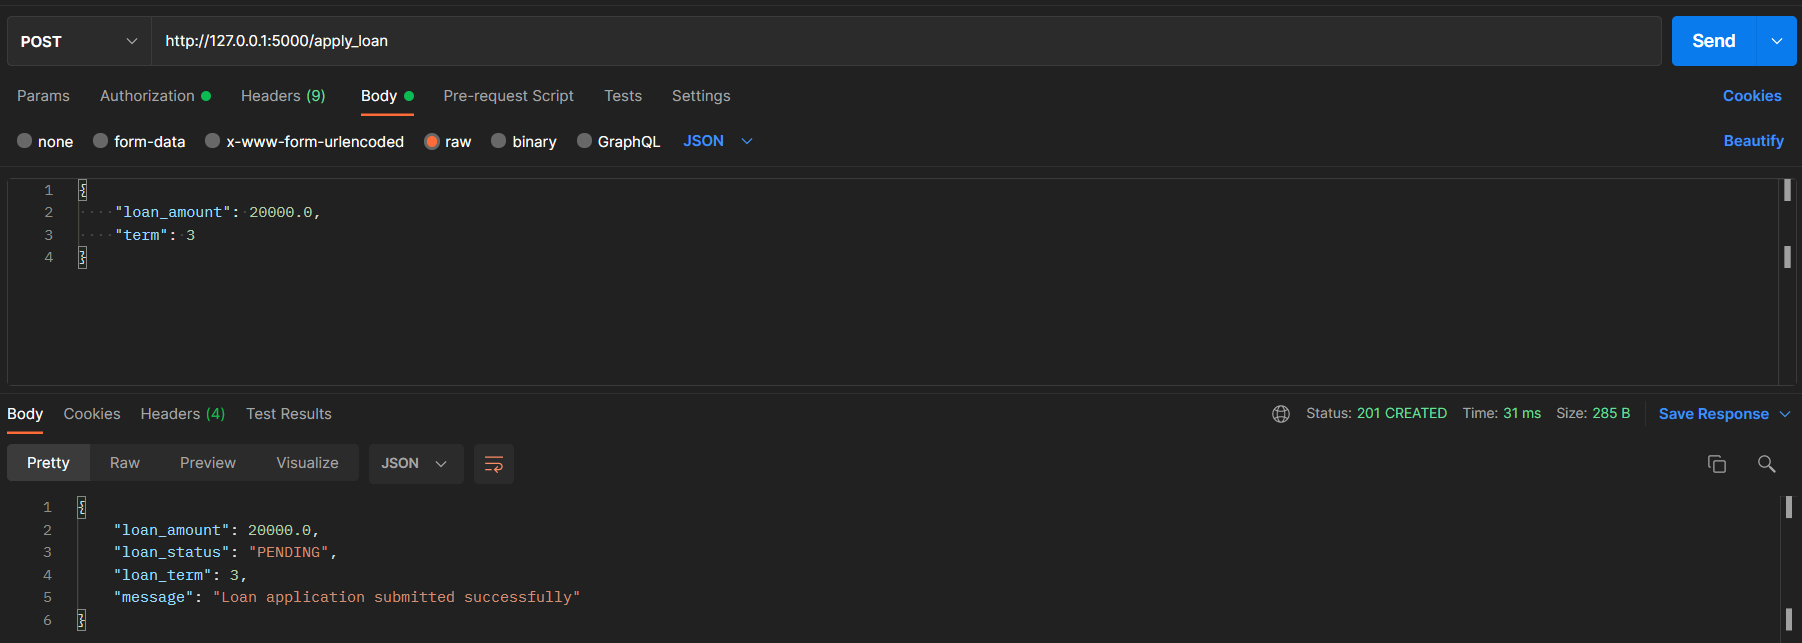 POST http://127.0.0.1:5000/apply_loan Send
Params Authorization Headers (9) Body Pre-request Script Tests Settings Cookies
none form-data x-www-form-urlencoded raw binary GraphQL JSON Beautify
1 {
2 "loan_amount": 20000.0,
3 "term": 3
4 }
Body Cookies Headers (4) Test Results Status: 201 CREATED Time: 31 ms Size: 285 B Save Response
Pretty Raw Preview Visualize JSON
1 {
2 "loan_amount": 20000.0,
3 "loan_status": "PENDING",
4 "loan_term": 3,
5 "message": "Loan application submitted successfully"
6 }